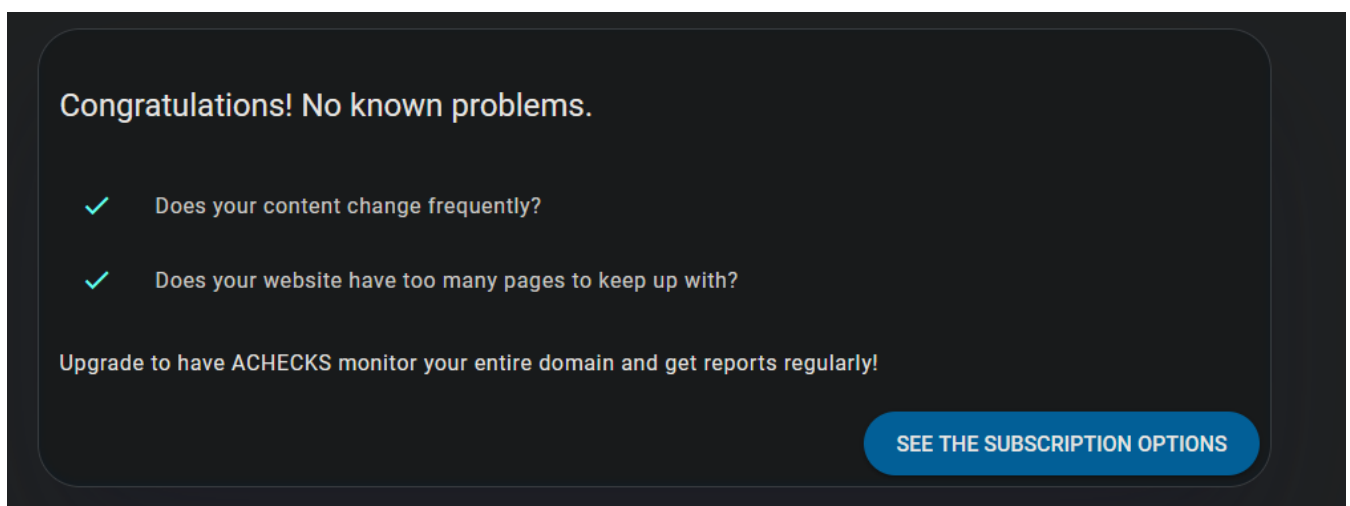 Congratulations! No known problems.
Does your content change frequently?
Does your website have too many pages to keep up with?
Upgrade to have ACHECKS monitor your entire domain and get reports regularly!
SEE THE SUBSCRIPTION OPTIONS